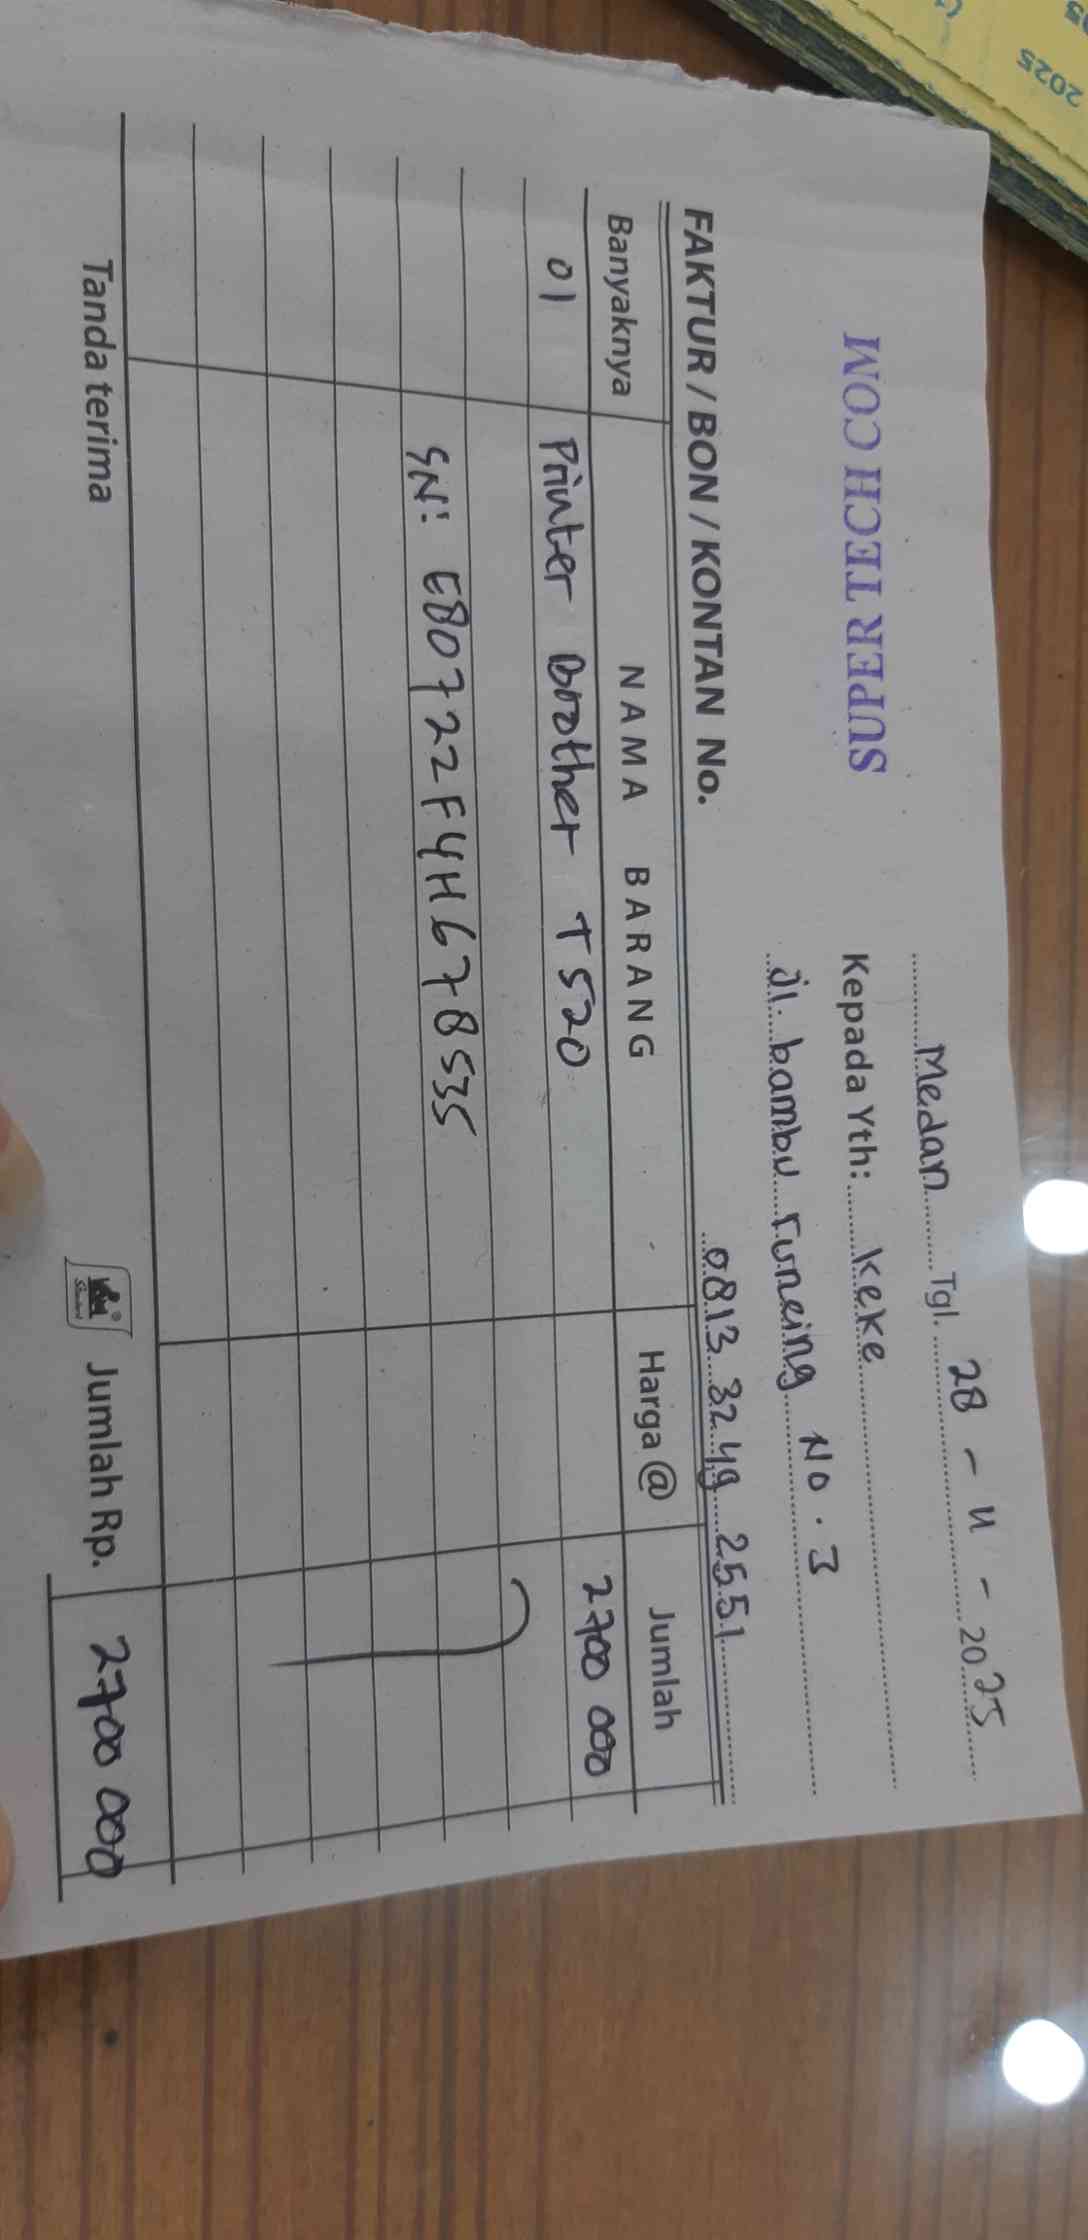 SUPER TECH COM
Medan Tgl. 28 - 11 - 2025
Kepada Yth: Keke
Jl. bambu runcing No. 3
0813 3249 2551
FAKTUR / BON / KONTAN No.
Banyaknya NAMA BARANG Harga @ Jumlah
01 Printer Brother T520 2700 000
SN: E80722F4H678535
Tanda terima Jumlah Rp. 2700 000
2025